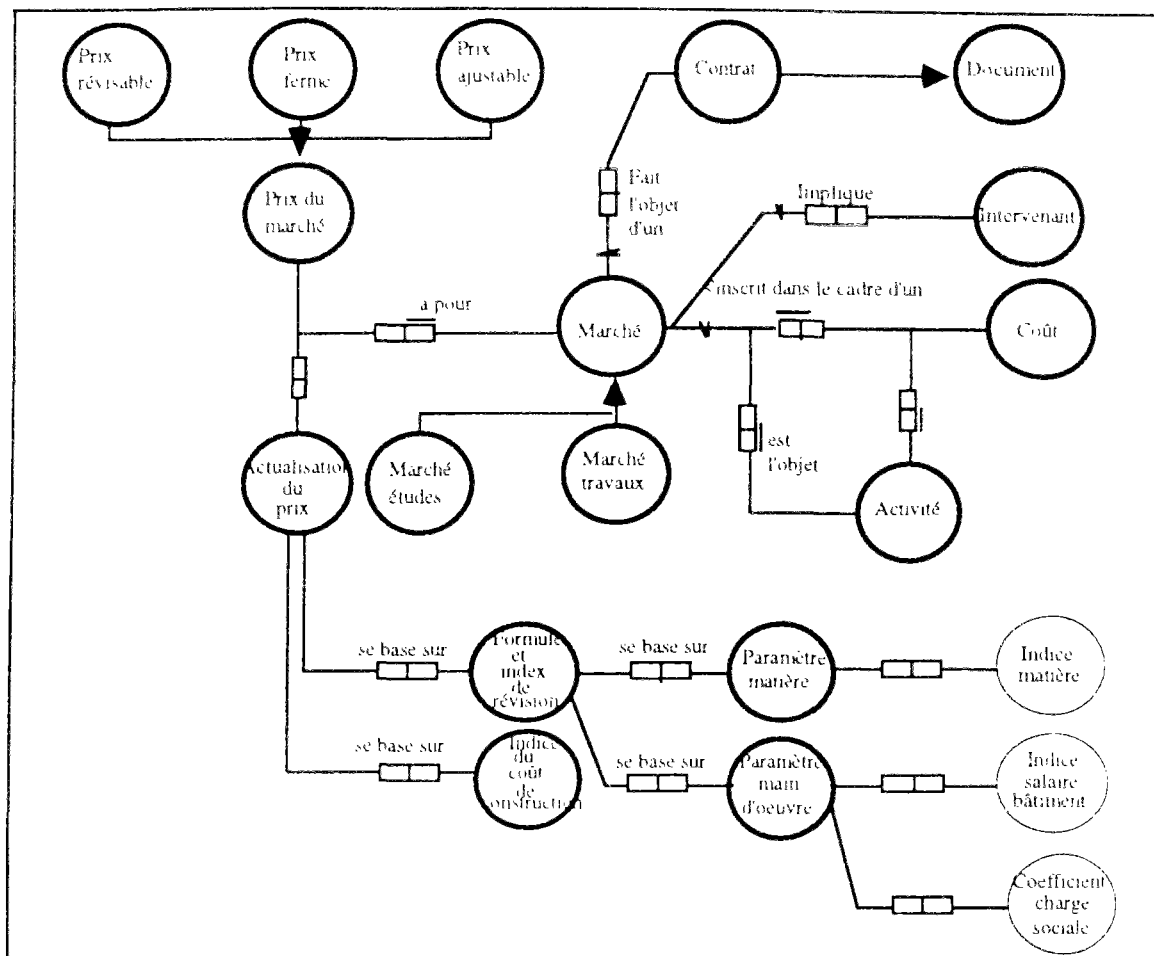 Prix
révisable
Prix
ferme
Prix
ajustable
Contrat
Document
Prix du
marché
Fait
l'objet
d'un
Implique
Intervenant
s'inscrit dans le cadre d'un
a pour
Marché
Coût
Actualisation
du
prix
Marché
études
Marché
travaux
est
l'objet
Activité
se base sur
Formule
et
index
de
révision
se base sur
Paramètre
matière
Indice
matière
se base sur
Indice
du
coût
de
construction
se base sur
Paramètre
main
d'oeuvre
Indice
salaire
bâtiment
Coefficient
charge
sociale